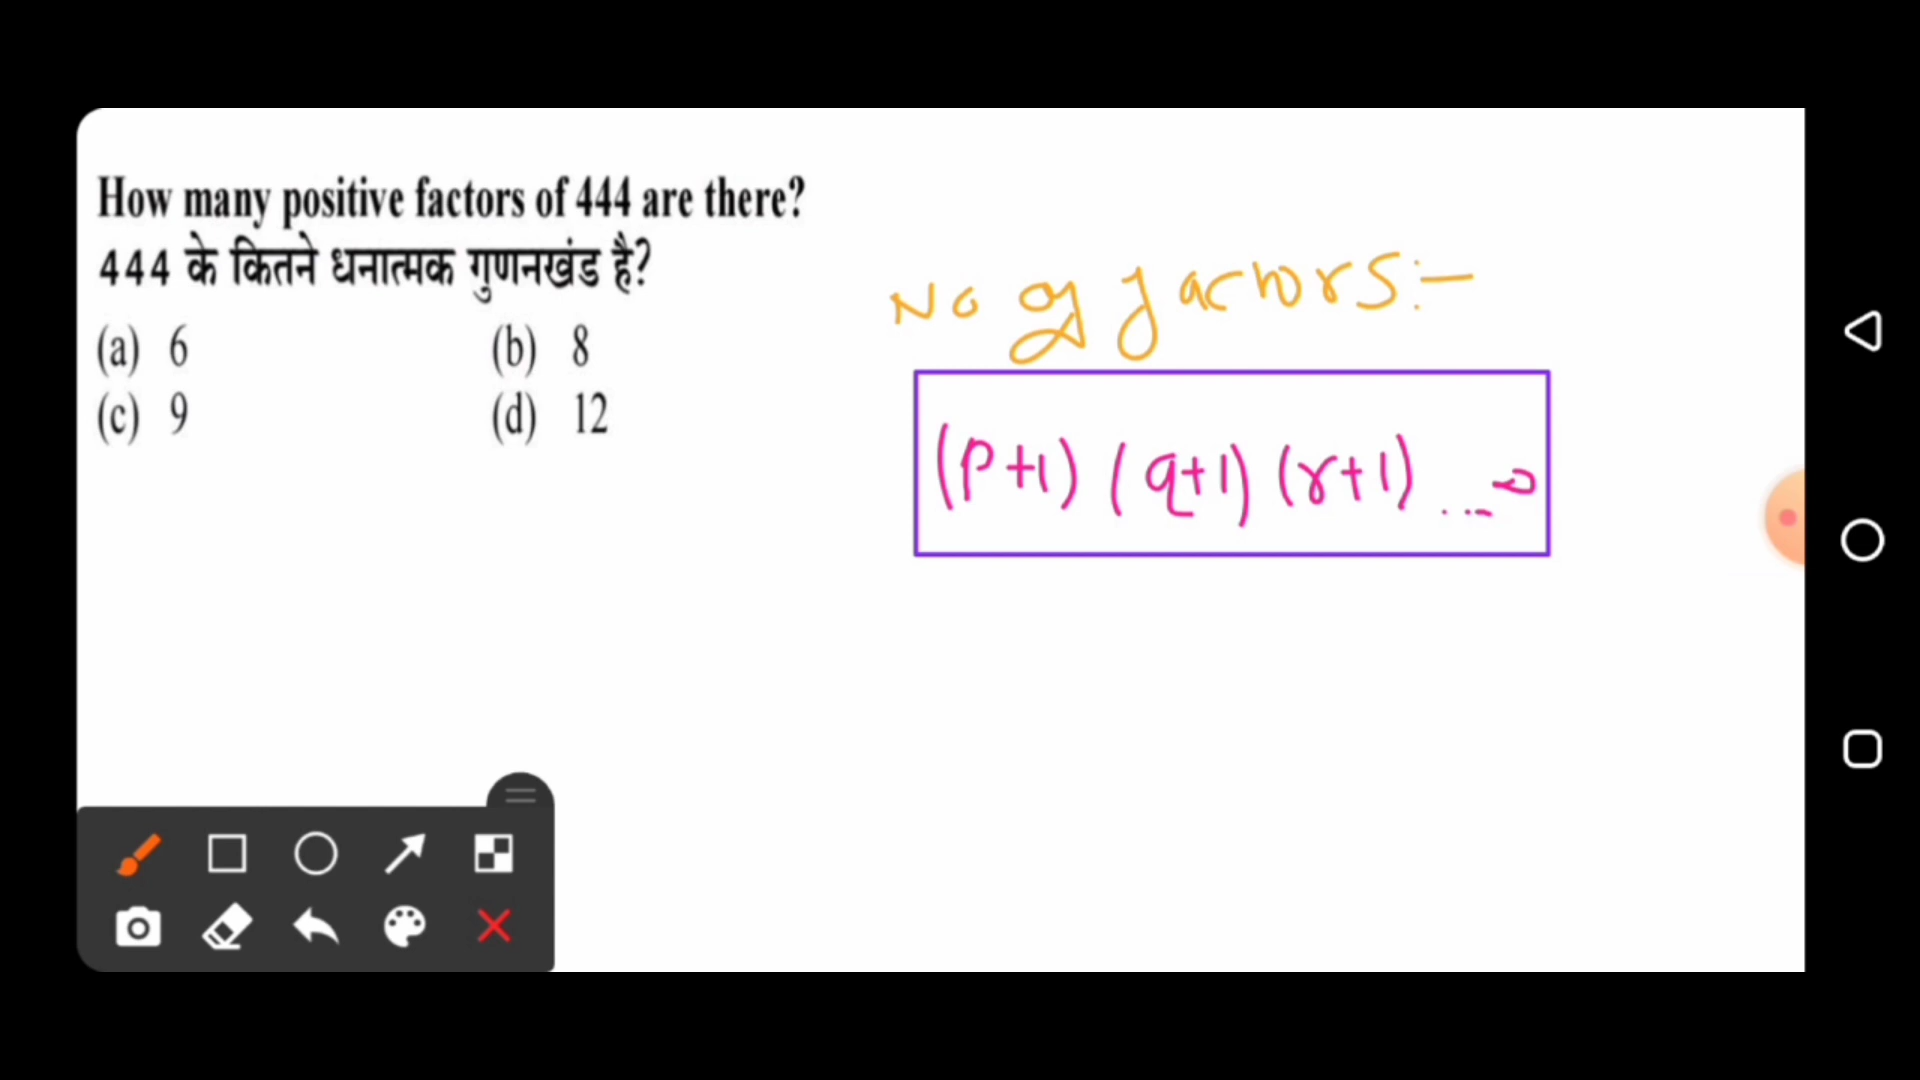 How many positive factors of 444 are there?
444 के कितने धनात्मक गुणनखंड है?
(a) 6 (b) 8
(c) 9 (d) 12
No of factors:-
(p+1) (q+1) (r+1) ...